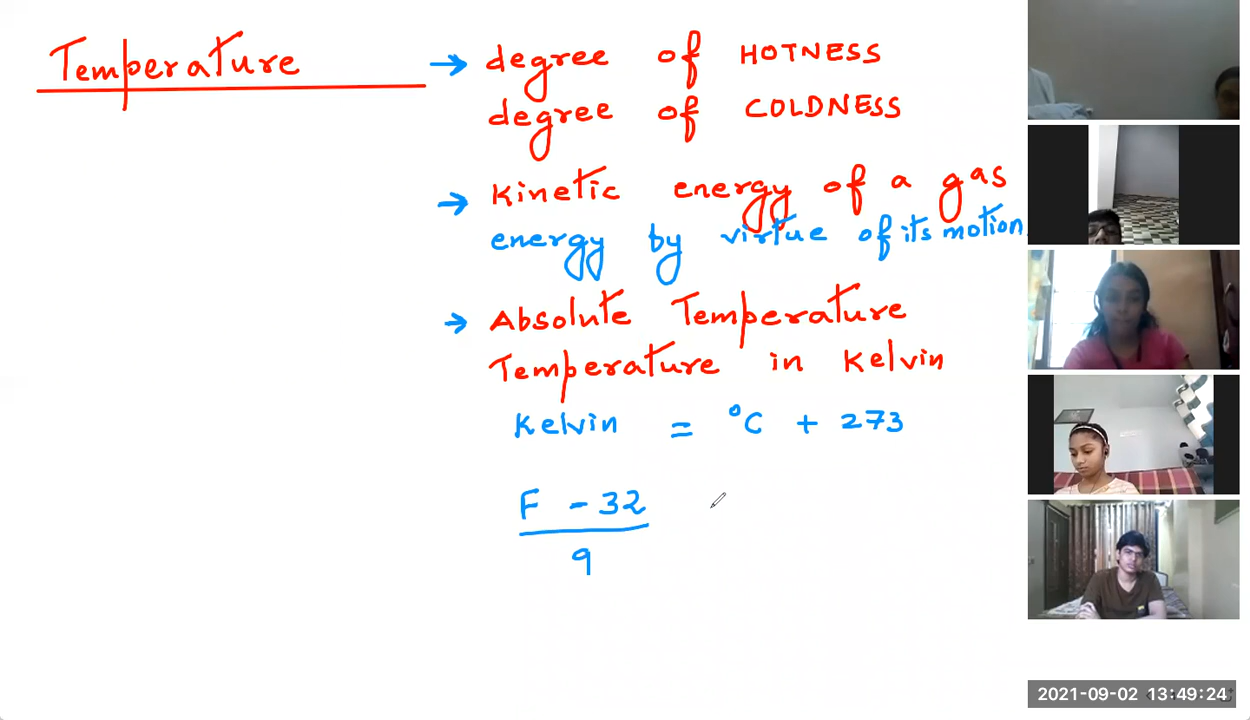 Temperature → degree of HOTNESS
degree of COLDNESS
→ Kinetic energy of a gas
energy by virtue of its motion
→ Absolute Temperature
Temperature in Kelvin
Kelvin = °C + 273
F - 32
9
2021-09-02 13:49:24